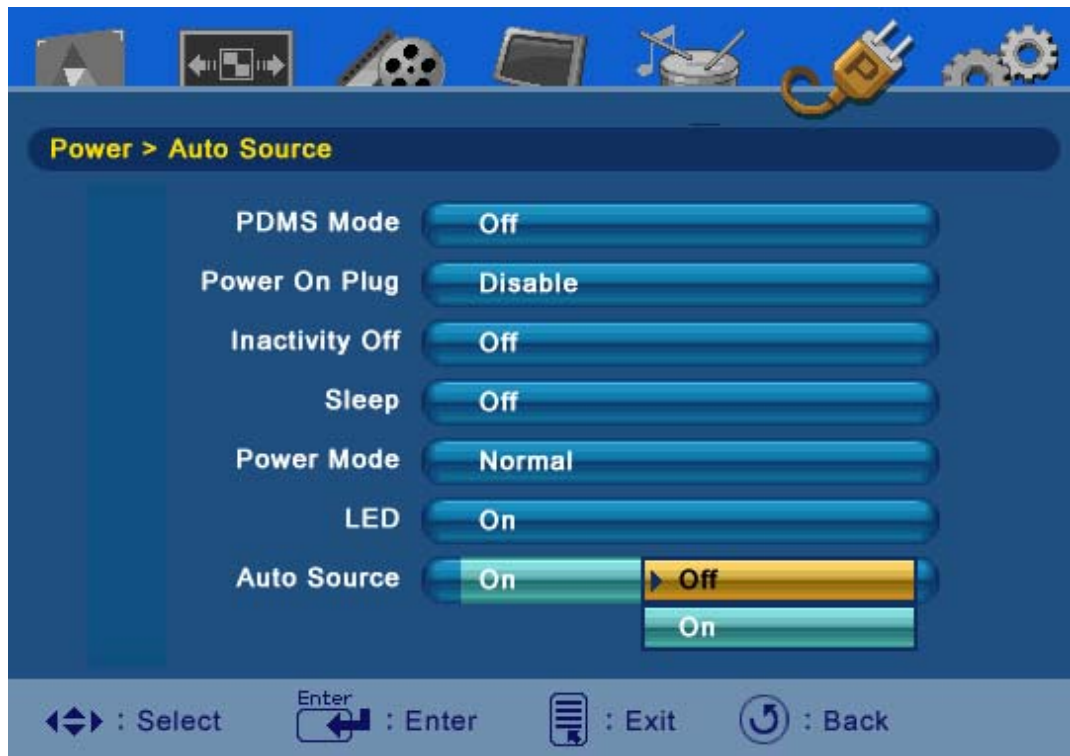 Power > Auto Source
PDMS Mode Off
Power On Plug Disable
Inactivity Off Off
Sleep Off
Power Mode Normal
LED On
Auto Source On Off
On
: Select Enter : Enter : Exit : Back